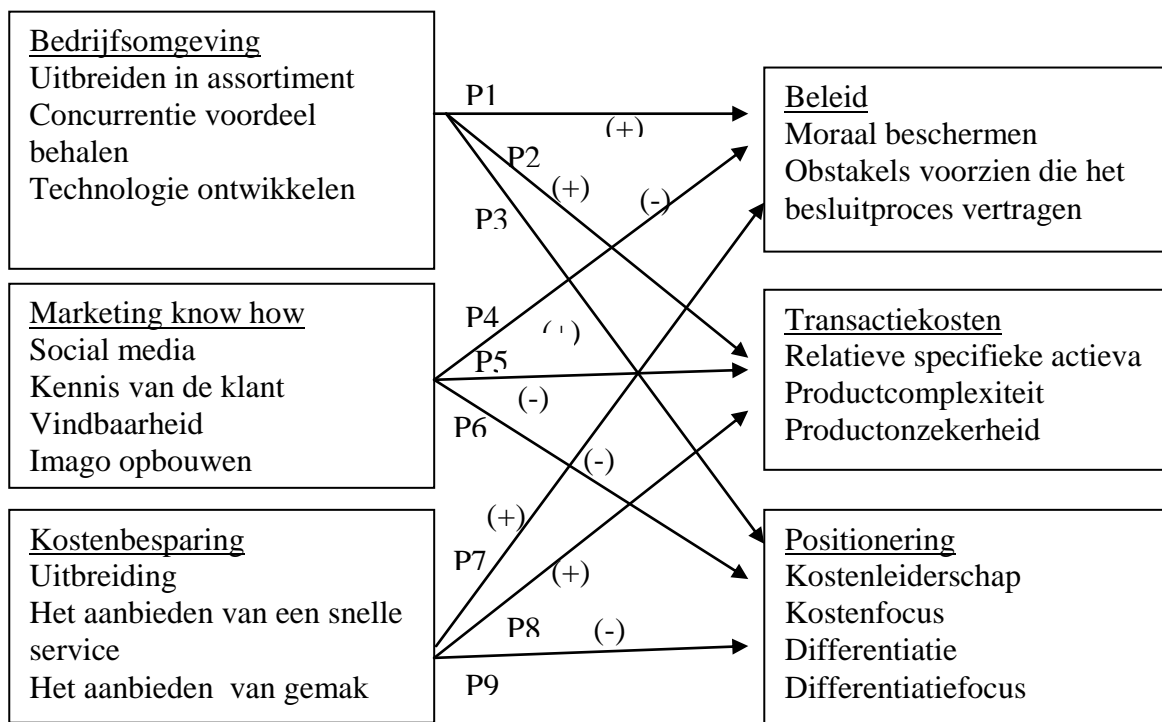 Bedrijfsomgeving
Uitbreiden in assortiment
Concurrentie voordeel
behalen
Technologie ontwikkelen
Marketing know how
Social media
Kennis van de klant
Vindbaarheid
Imago opbouwen
Kostenbesparing
Uitbreiding
Het aanbieden van een snelle
service
Het aanbieden van gemak
P1
(+)
P2
(+)
P3
(-)
P4
(+)
P5
(-)
P6
(-)
P7
(+)
P8
(+)
P9
(-)
Beleid
Moraal beschermen
Obstakels voorzien die het
besluitproces vertragen
Transactiekosten
Relatieve specifieke activa
Productcomplexiteit
Productonzekerheid
Positionering
Kostenleiderschap
Kostenfocus
Differentiatie
Differentiatiefocus